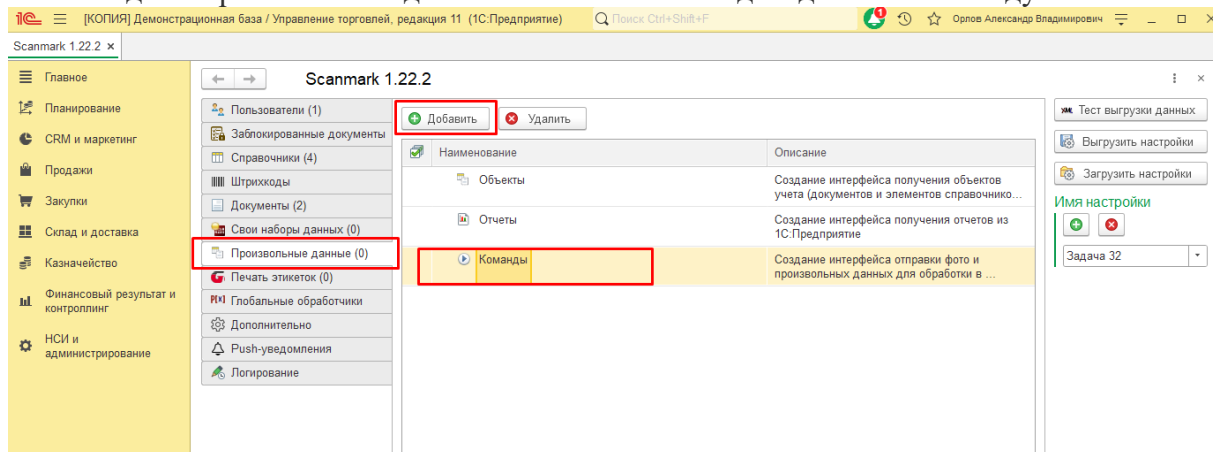 [КОПИЯ] Демонстрационная база / Управление торговлей, редакция 11 (1С:Предприятие)
Поиск Ctrl+Shift+F
Орлов Александр Владимирович
Scanmark 1.22.2 ×
Главное
Планирование
CRM и маркетинг
Продажи
Закупки
Склад и доставка
Казначейство
Финансовый результат и
контроллинг
НСИ и
администрирование
Scanmark 1.22.2
Пользователи (1)
Заблокированные документы
Справочники (4)
Штрихкоды
Документы (2)
Свои наборы данных (0)
Произвольные данные (0)
Печать этикеток (0)
Глобальные обработчики
Дополнительно
Push-уведомления
Логирование
Добавить
Удалить
Наименование
Описание
Объекты
Создание интерфейса получения объектов
учета (документов и элементов справочнико...
Отчеты
Создание интерфейса получения отчетов из
1С:Предприятие
Команды
Создание интерфейса отправки фото и
произвольных данных для обработки в ...
Тест выгрузки данных
Выгрузить настройки
Загрузить настройки
Имя настройки
Задача 32